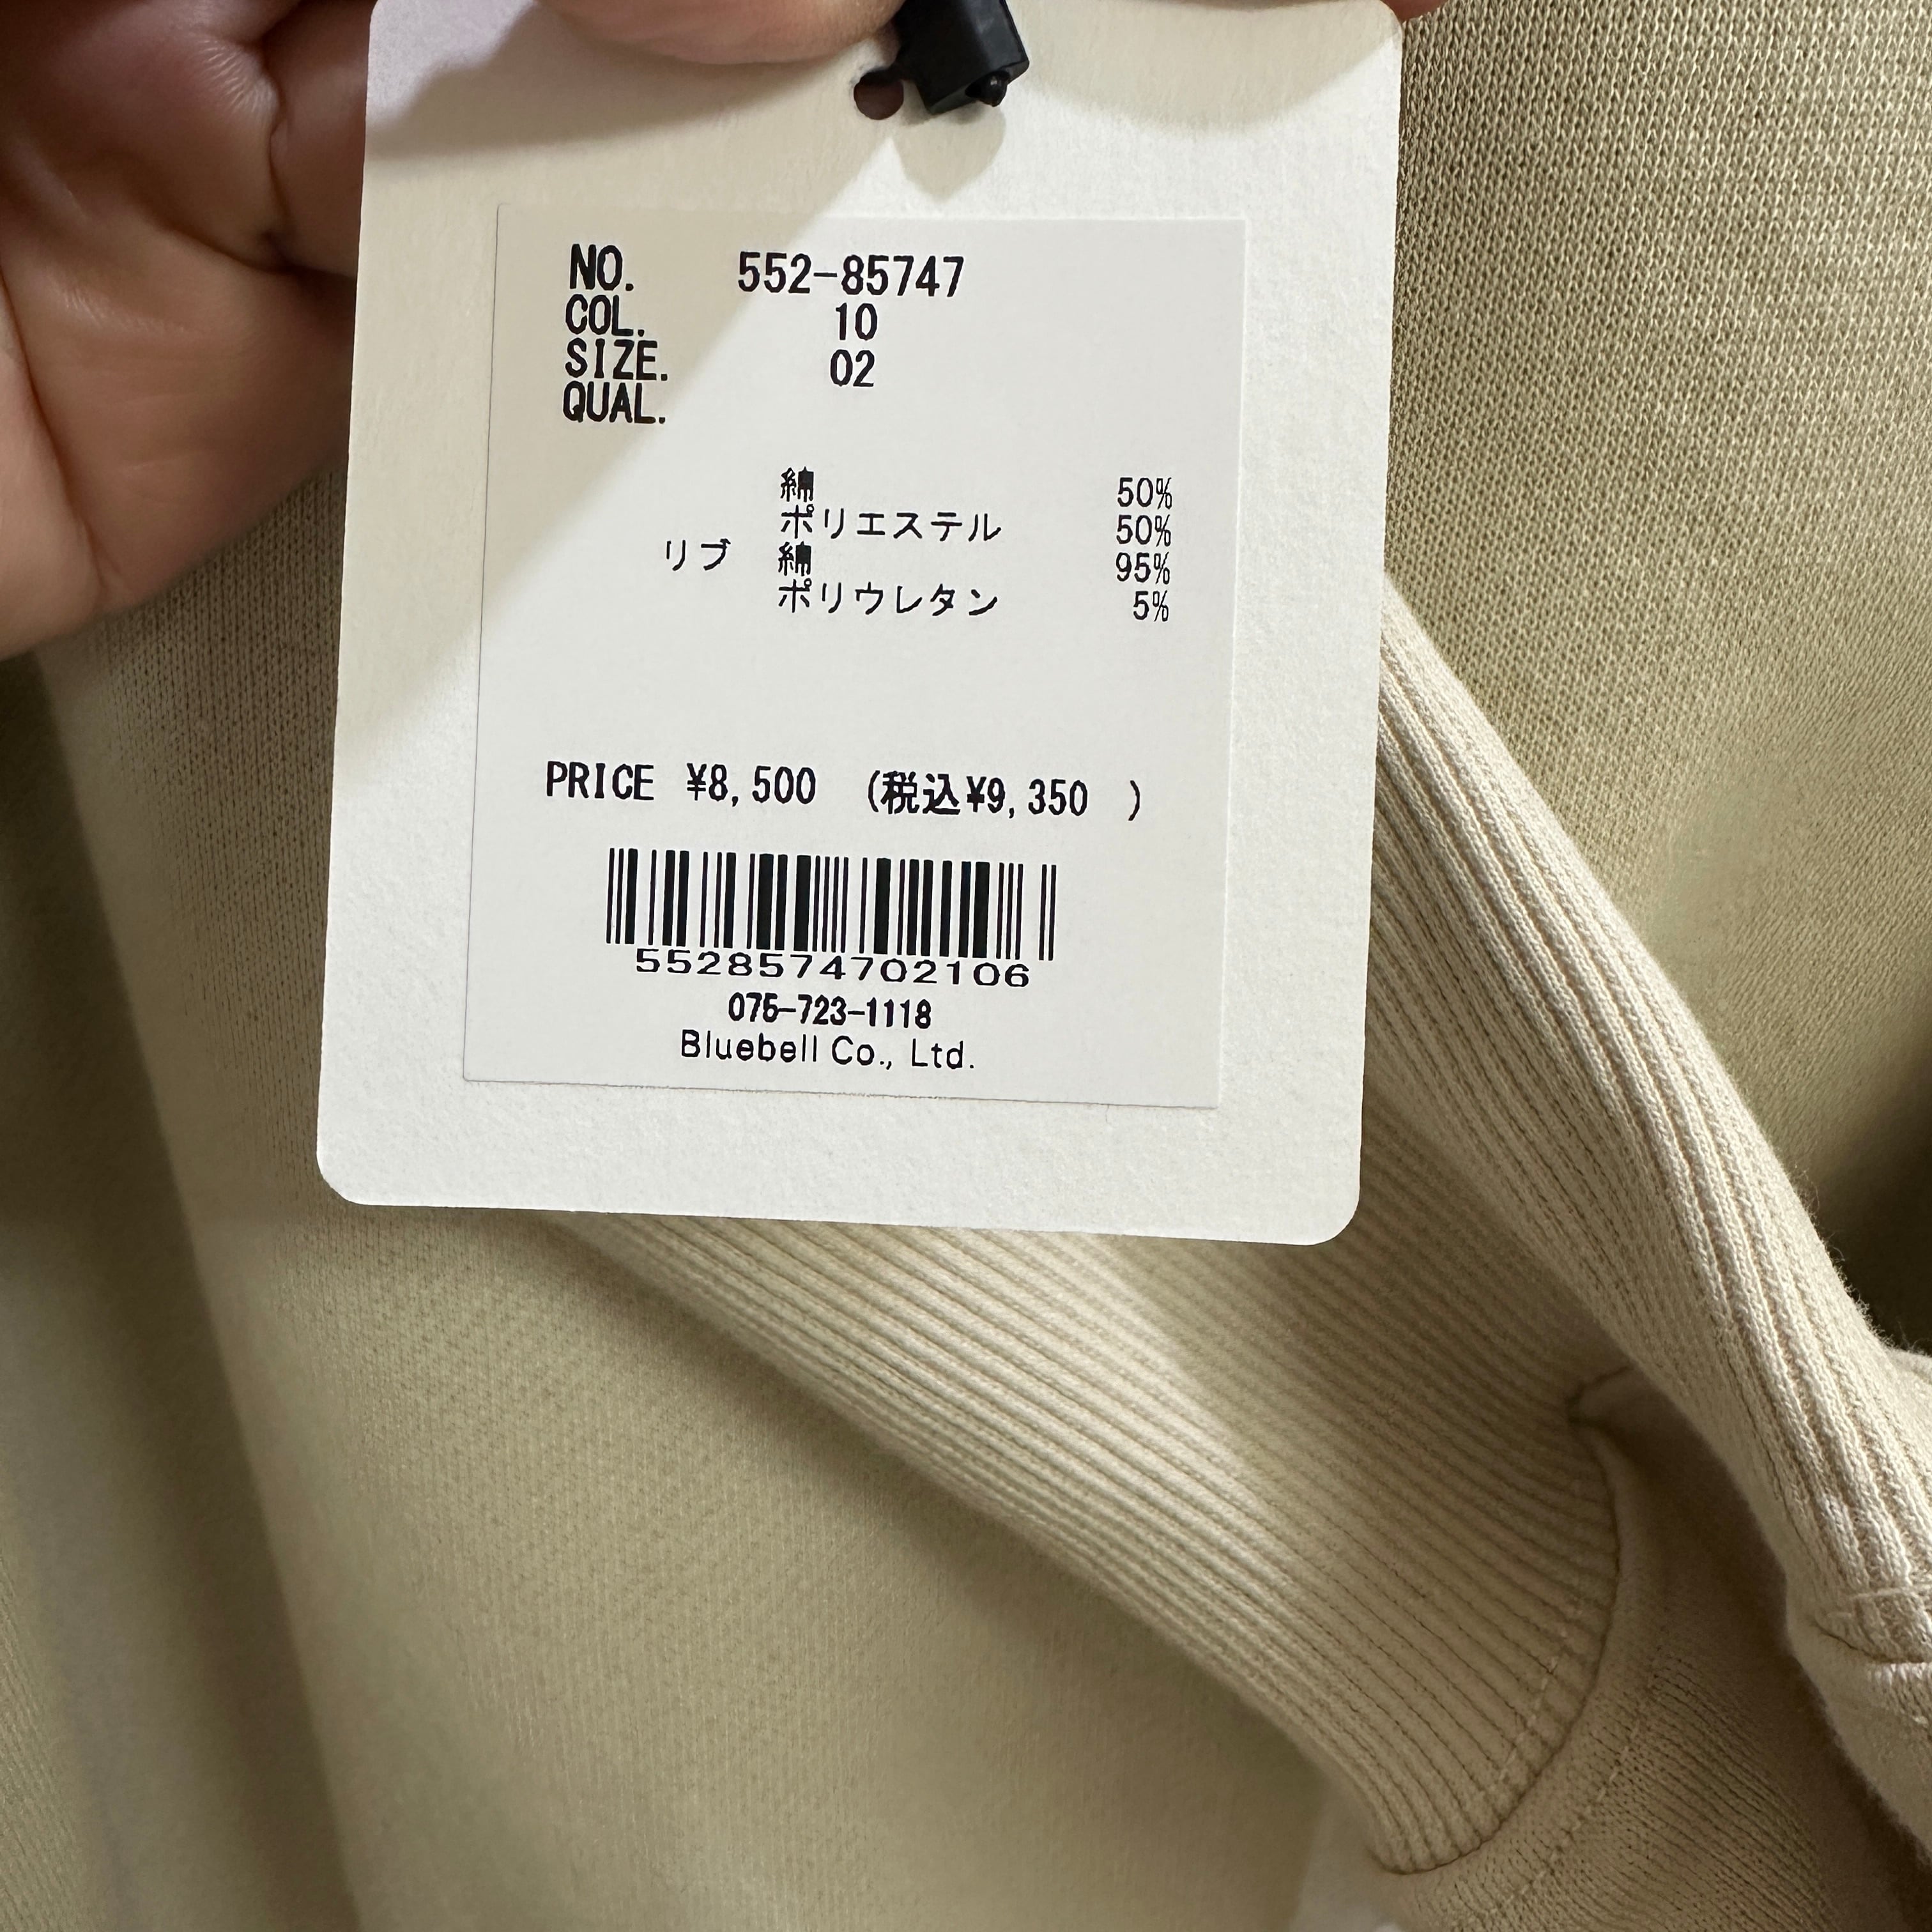 NO. 552-85747
COL. 10
SIZE. 02
QUAL.
綿 50%
ポリエステル 50%
リブ 綿 95%
ポリウレタン 5%
PRICE ¥8,500 (税込¥9,350 )
5528574702106
075-723-1118
Bluebell Co., Ltd.